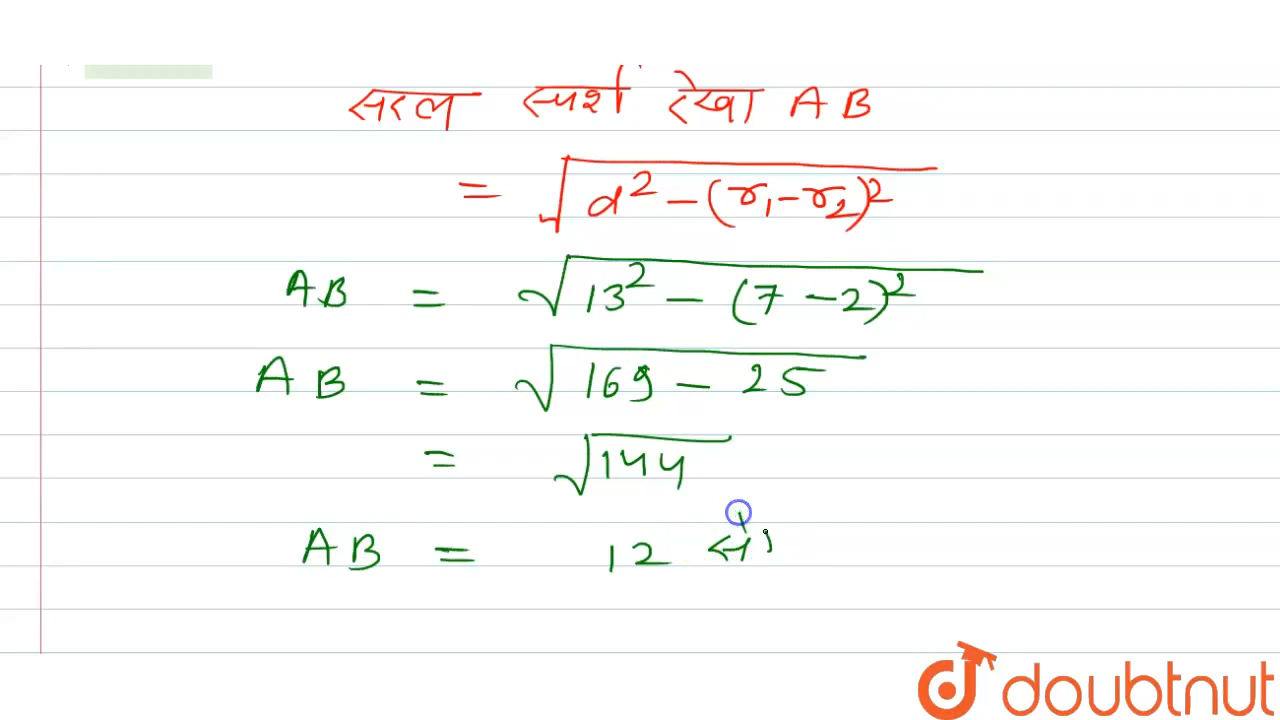 सरल स्पर्श रेखा AB
= √d² – (r₁ – r₂)²
AB = √13² – (7 – 2)²
AB = √169 – 25
= √144
AB = 12 सें
doubtnut